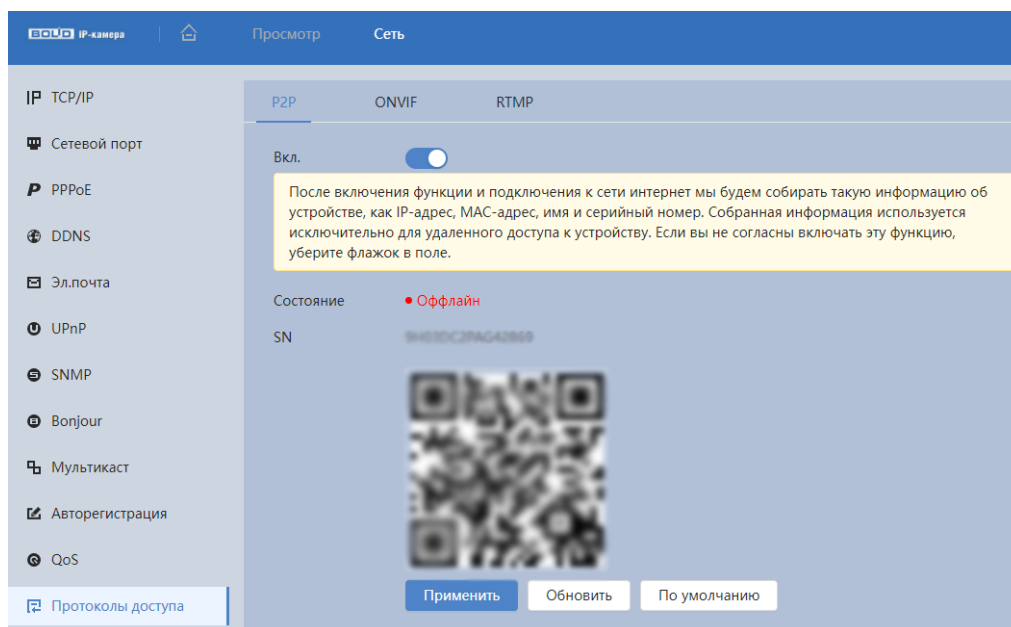 BOLID IP-камера
Просмотр
Сеть
TCP/IP
Сетевой порт
PPPoE
DDNS
Эл.почта
UPnP
SNMP
Bonjour
Мультикаст
Авторегистрация
QoS
Протоколы доступа
P2P
ONVIF
RTMP
Вкл.
После включения функции и подключения к сети интернет мы будем собирать такую информацию об
устройстве, как IP-адрес, MAC-адрес, имя и серийный номер. Собранная информация используется
исключительно для удаленного доступа к устройству. Если вы не согласны включать эту функцию,
уберите флажок в поле.
Состояние
Оффлайн
SN
Применить
Обновить
По умолчанию